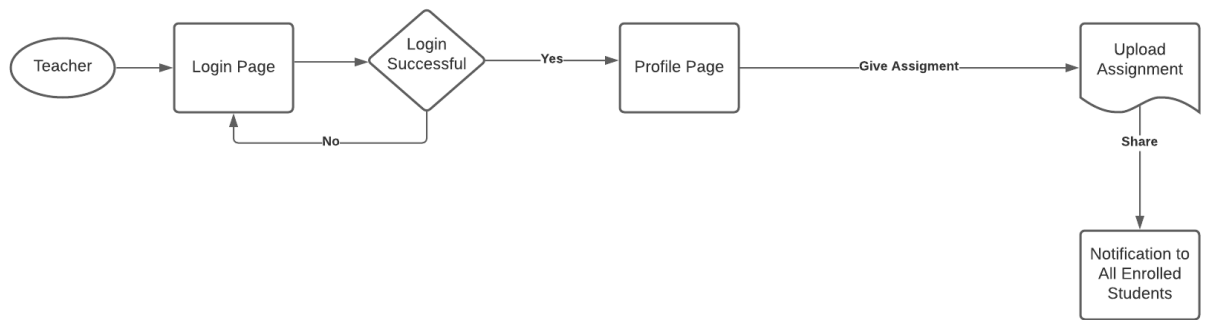 Teacher
Login Page
Login
Successful
Yes
No
Profile Page
Give Assigment
Upload
Assignment
Share
Notification to
All Enrolled
Students